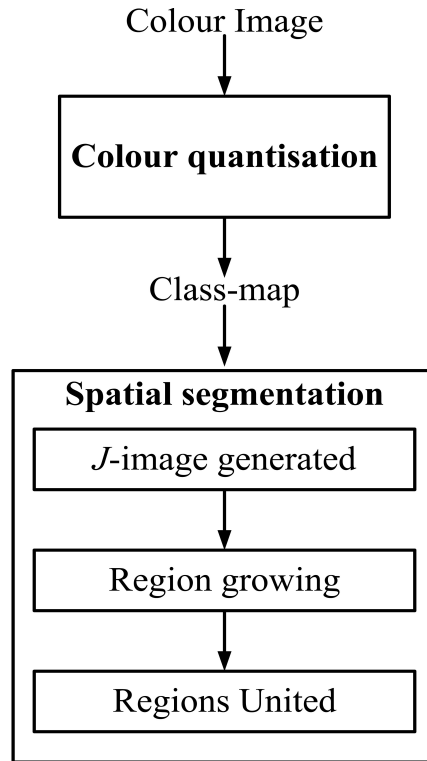 Colour Image
Colour quantisation
Class-map
Spatial segmentation
J-image generated
Region growing
Regions United